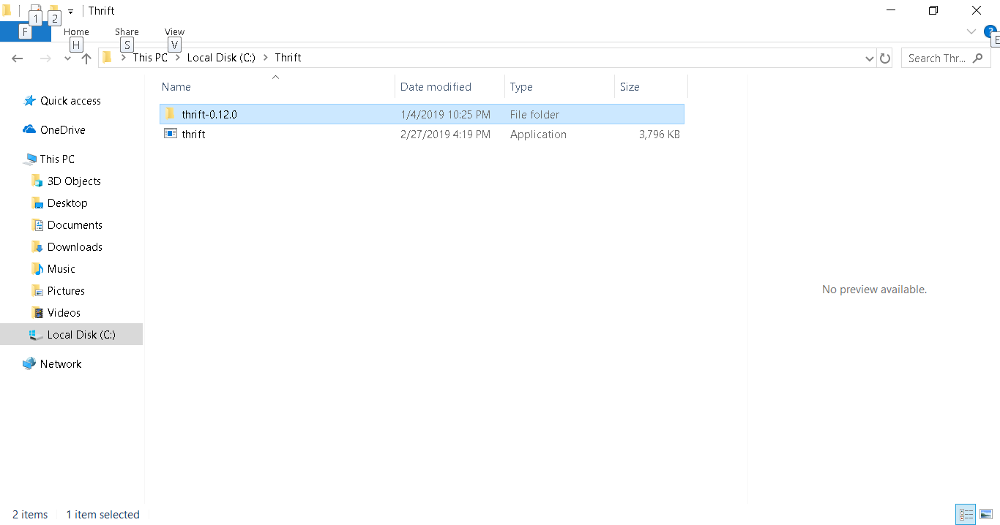 1 2 Thrift
F Home Share View ?
H S V E
This PC Local Disk (C:) Thrift Search Thr...
Name Date modified Type Size
Quick access
thrift-0.12.0 1/4/2019 10:25 PM File folder
OneDrive
thrift 2/27/2019 4:19 PM Application 3,796 KB
This PC
3D Objects
Desktop
Documents
Downloads
Music
Pictures
No preview available.
Videos
Local Disk (C:)
Network
2 items 1 item selected